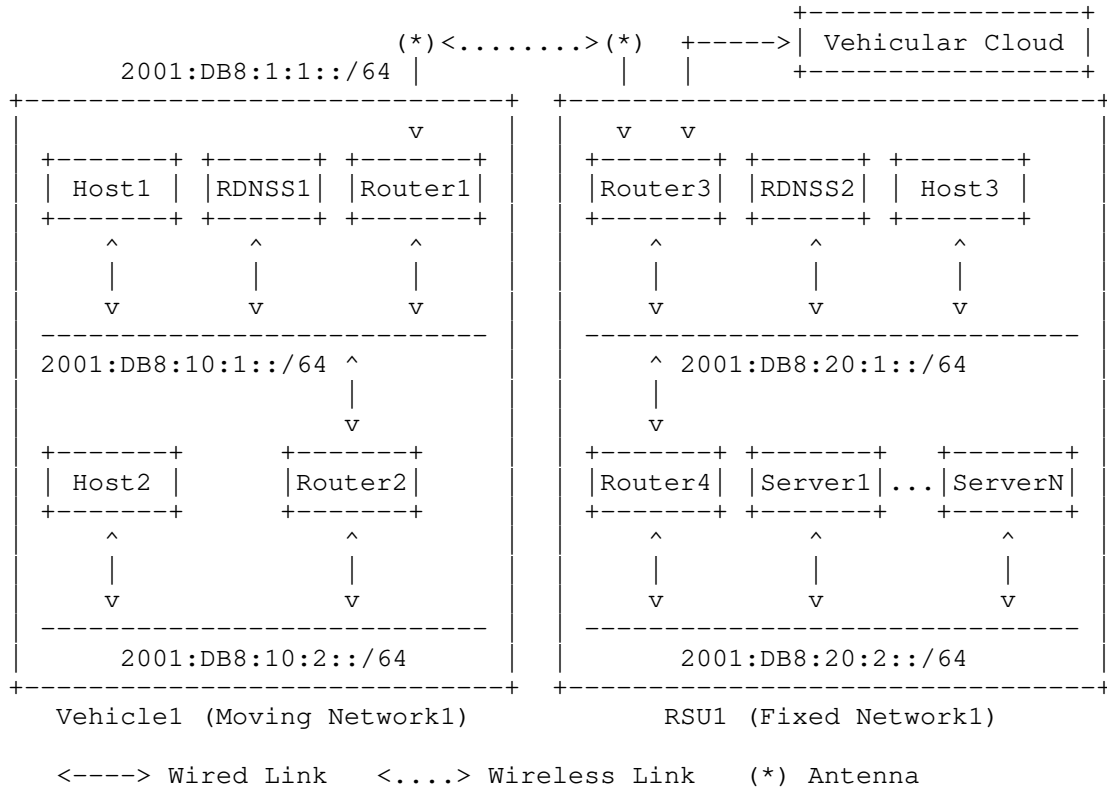 Vehicular Cloud
(*)<........>(*)
2001:DB8:1:1::/64
Host1 RDNSS1 Router1 Router3 RDNSS2 Host3
2001:DB8:10:1::/64 2001:DB8:20:1::/64
Host2 Router2 Router4 Server1 ... ServerN
2001:DB8:10:2::/64 2001:DB8:20:2::/64
Vehicle1 (Moving Network1) RSU1 (Fixed Network1)
<----> Wired Link <....> Wireless Link (*) Antenna